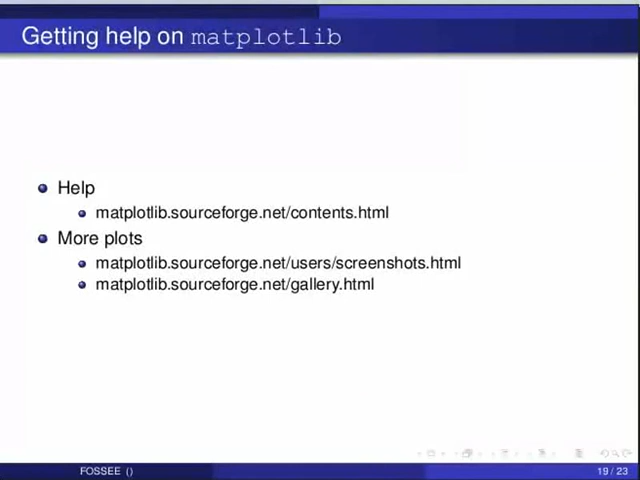 Getting help on matplotlib
Help
matplotlib.sourceforge.net/contents.html
More plots
matplotlib.sourceforge.net/users/screenshots.html
matplotlib.sourceforge.net/gallery.html
FOSSEE ()
19 / 23